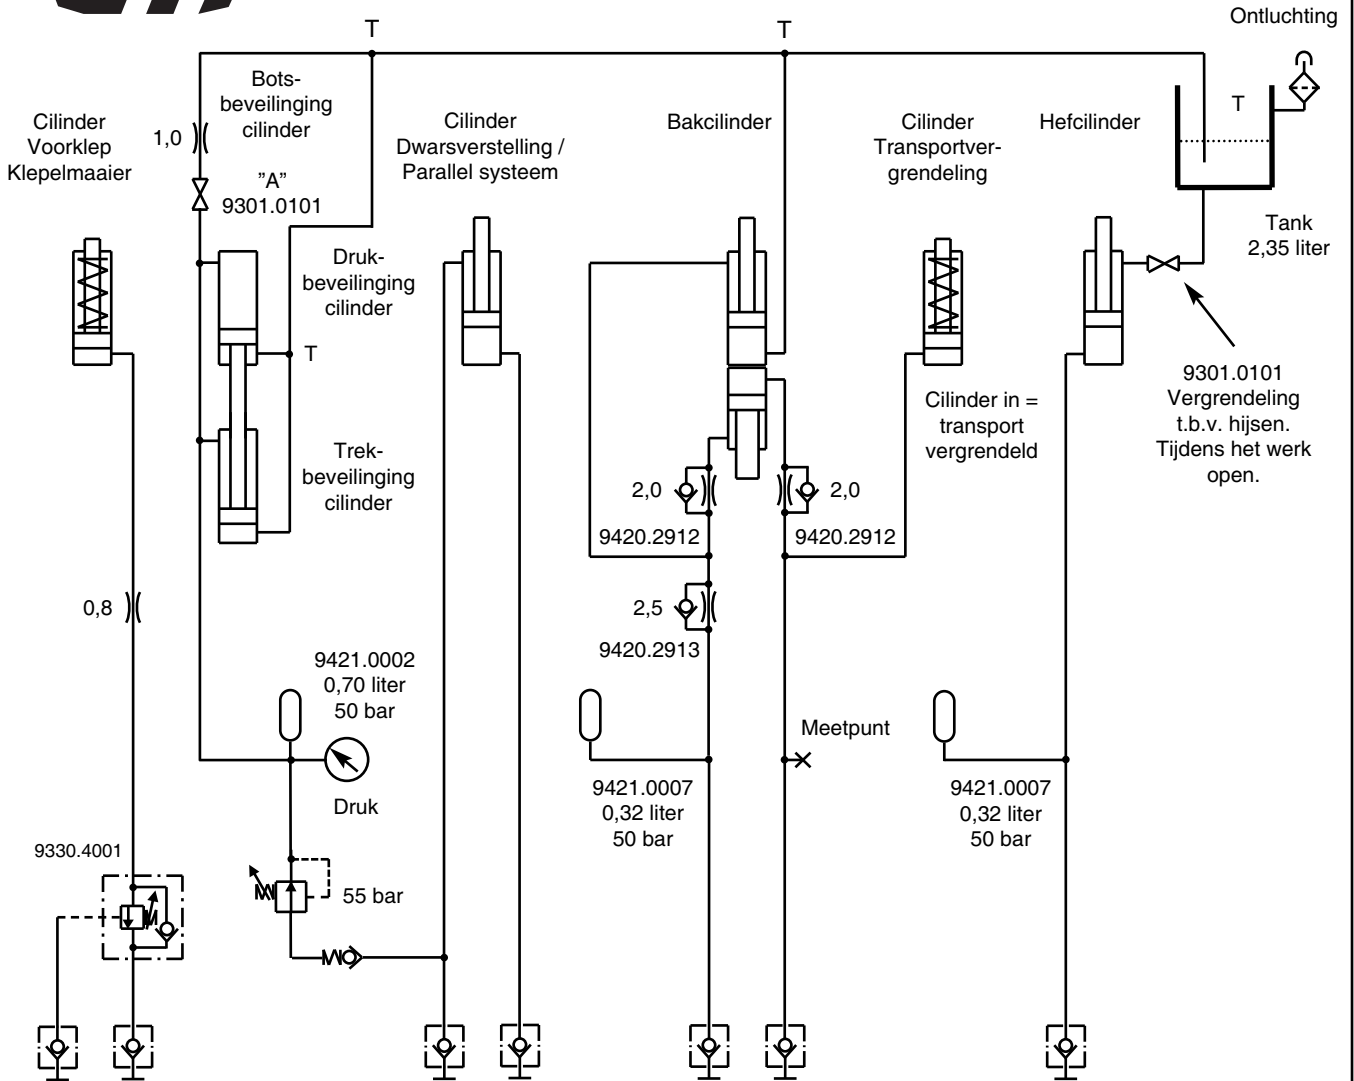 T
T
Ontluchting
Bots-
beveilinging
cilinder
1,0
"A"
9301.0101
Cilinder
Voorklep
Klepelmaaier
Cilinder
Dwarsverstelling /
Parallel systeem
Bakcilinder
Cilinder
Transportver-
grendeling
Hefcilinder
T
Tank
2,35 liter
Druk-
beveilinging
cilinder
T
9301.0101
Vergrendeling
t.b.v. hijsen.
Tijdens het werk
open.
Cilinder in =
transport
vergrendeld
Trek-
beveilinging
cilinder
2,0
2,0
9420.2912
9420.2912
0,8
2,5
9420.2913
9421.0002
0,70 liter
50 bar
Meetpunt
Druk
9421.0007
0,32 liter
50 bar
9421.0007
0,32 liter
50 bar
9330.4001
55 bar